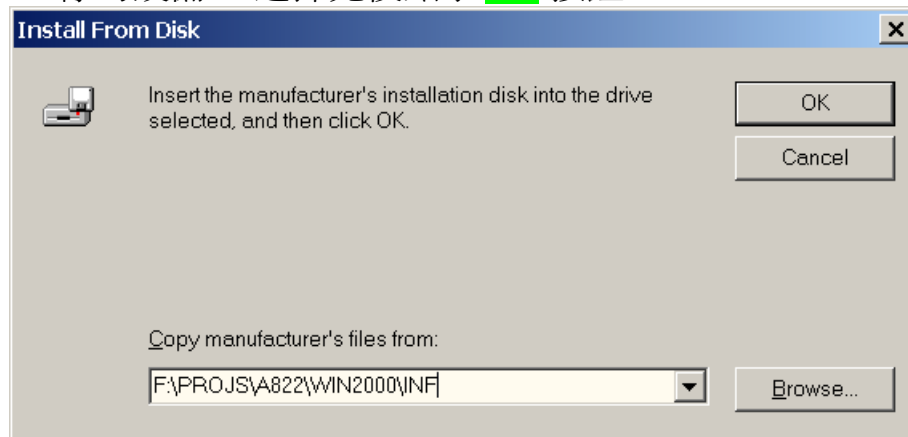 Install From Disk
Insert the manufacturer's installation disk into the drive
selected, and then click OK.
OK
Cancel
Copy manufacturer's files from:
F:\PROJS\A822\WIN2000\INF
Browse...